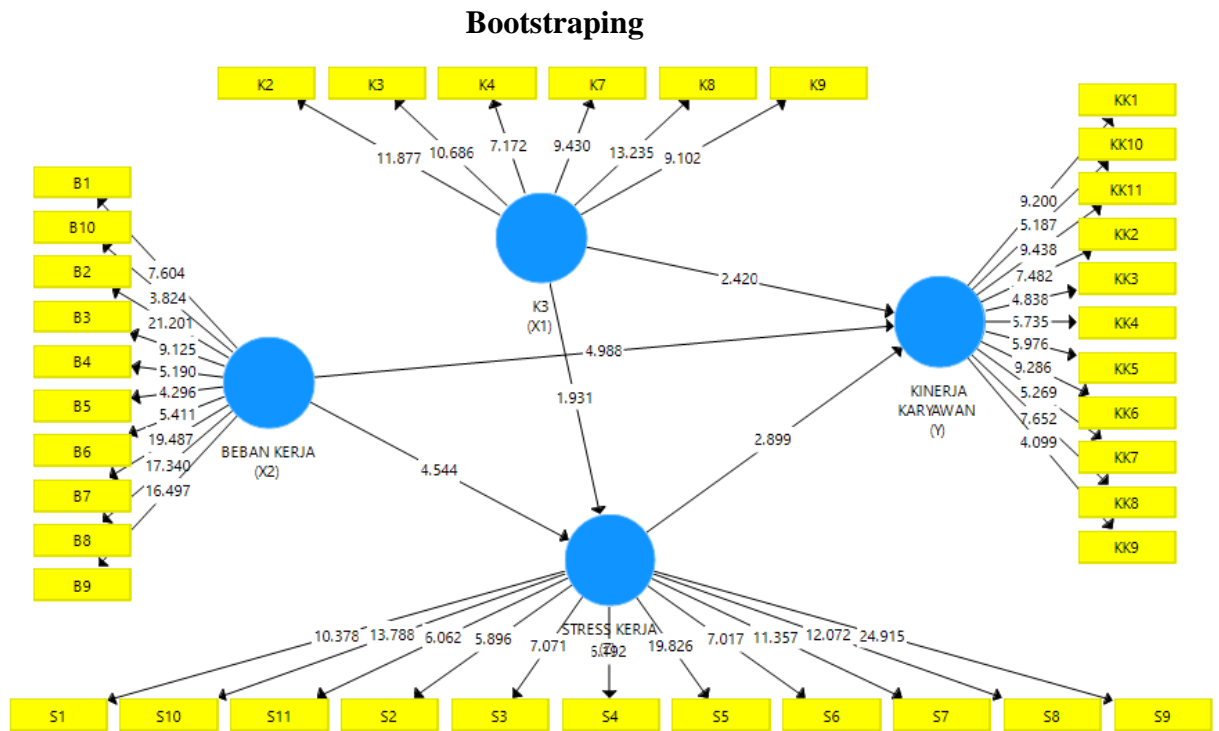 Bootstraping
K2
K3
K4
K7
K8
K9
11.877
10.686
7.172
9.430
13.235
9.102
B1
B10
B2
B3
B4
B5
B6
B7
B8
B9
7.604
3.824
21.201
9.125
5.190
4.296
5.411
19.487
17.340
16.497
BEBAN KERJA
(X2)
K3
(X1)
2.420
4.988
1.931
4.544
2.899
KINERJA
KARYAWAN
(Y)
9.200
5.187
9.438
7.482
4.838
5.735
5.976
9.286
5.269
7.652
4.099
KK1
KK10
KK11
KK2
KK3
KK4
KK5
KK6
KK7
KK8
KK9
STRESS KERJA
10.378
13.788
6.062
5.896
7.071
19.826
7.017
11.357
12.072
24.915
S1
S10
S11
S2
S3
S4
S5
S6
S7
S8
S9